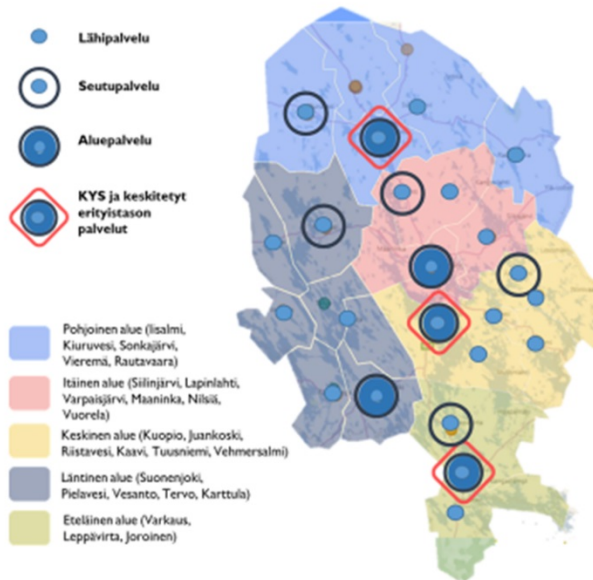 Lähipalvelu
Seutupalvelu
Aluepalvelu
KYS ja keskitetyt
erityistason
palvelut
Pohjoinen alue (Iisalmi,
Kiuruvesi, Sonkajärvi,
Vieremä, Rautavaara)
Itäinen alue (Siilinjärvi, Lapinlahti,
Varpaisjärvi, Maaninka, Nilsiä,
Vuorela)
Keskinen alue (Kuopio, Juankoski,
Riistavesi, Kaavi, Tuusniemi, Vehmersalmi)
Läntinen alue (Suonenjoki,
Pielavesi, Vesanto, Tervo, Karttula)
Eteläinen alue (Varkaus,
Leppävirta, Joroinen)